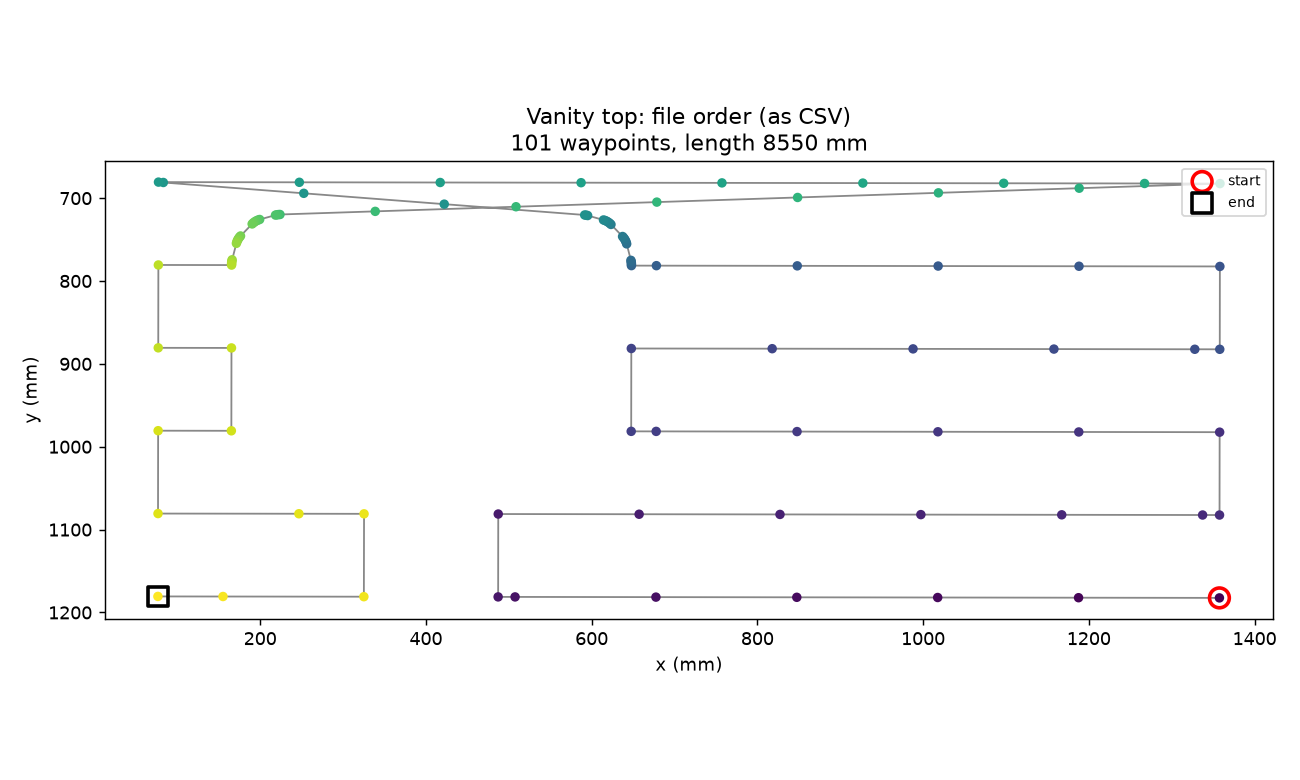 Vanity top: file order (as CSV)
101 waypoints, length 8550 mm
start
end
700
800
900
1000
1100
1200
y (mm)
200
400
600
800
1000
1200
1400
x (mm)